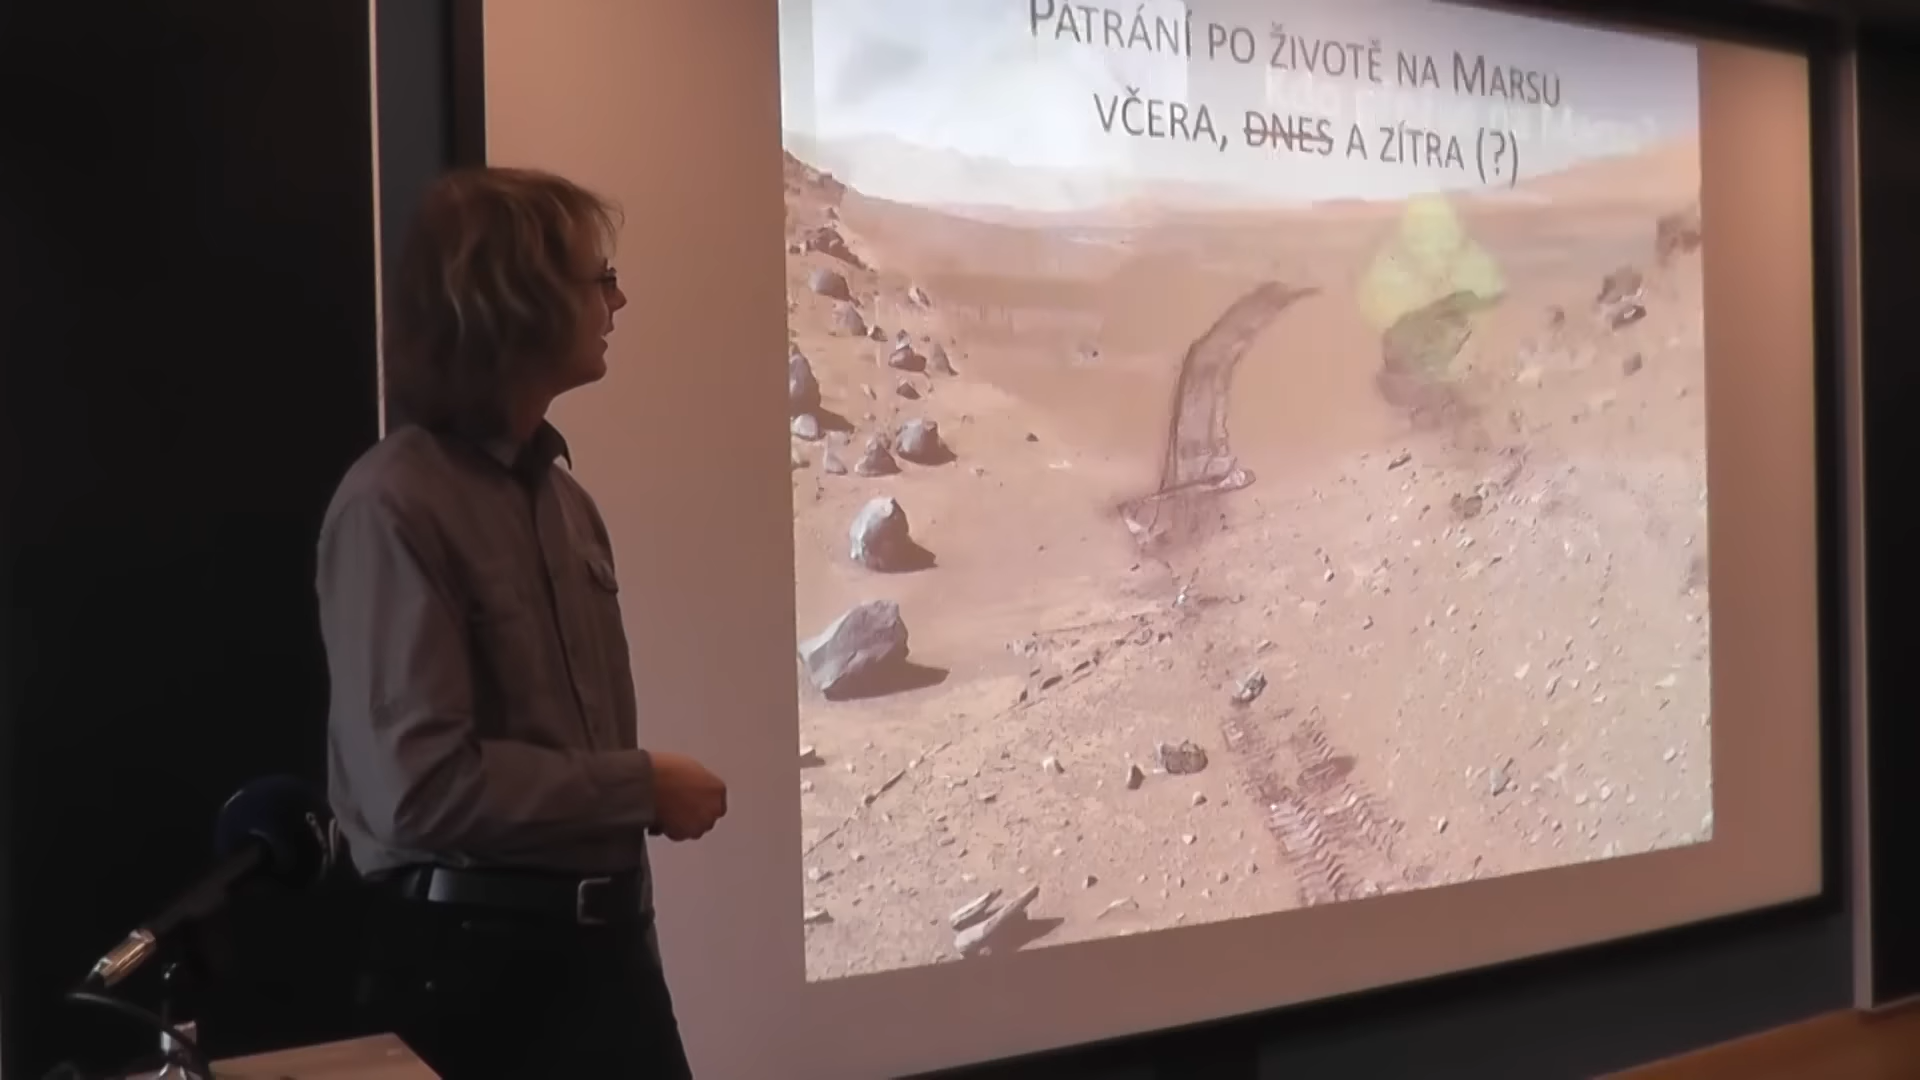 PÁTRÁNÍ PO ŽIVOTĚ NA MARSU
VČERA, DNES A ZÍTRA (?)